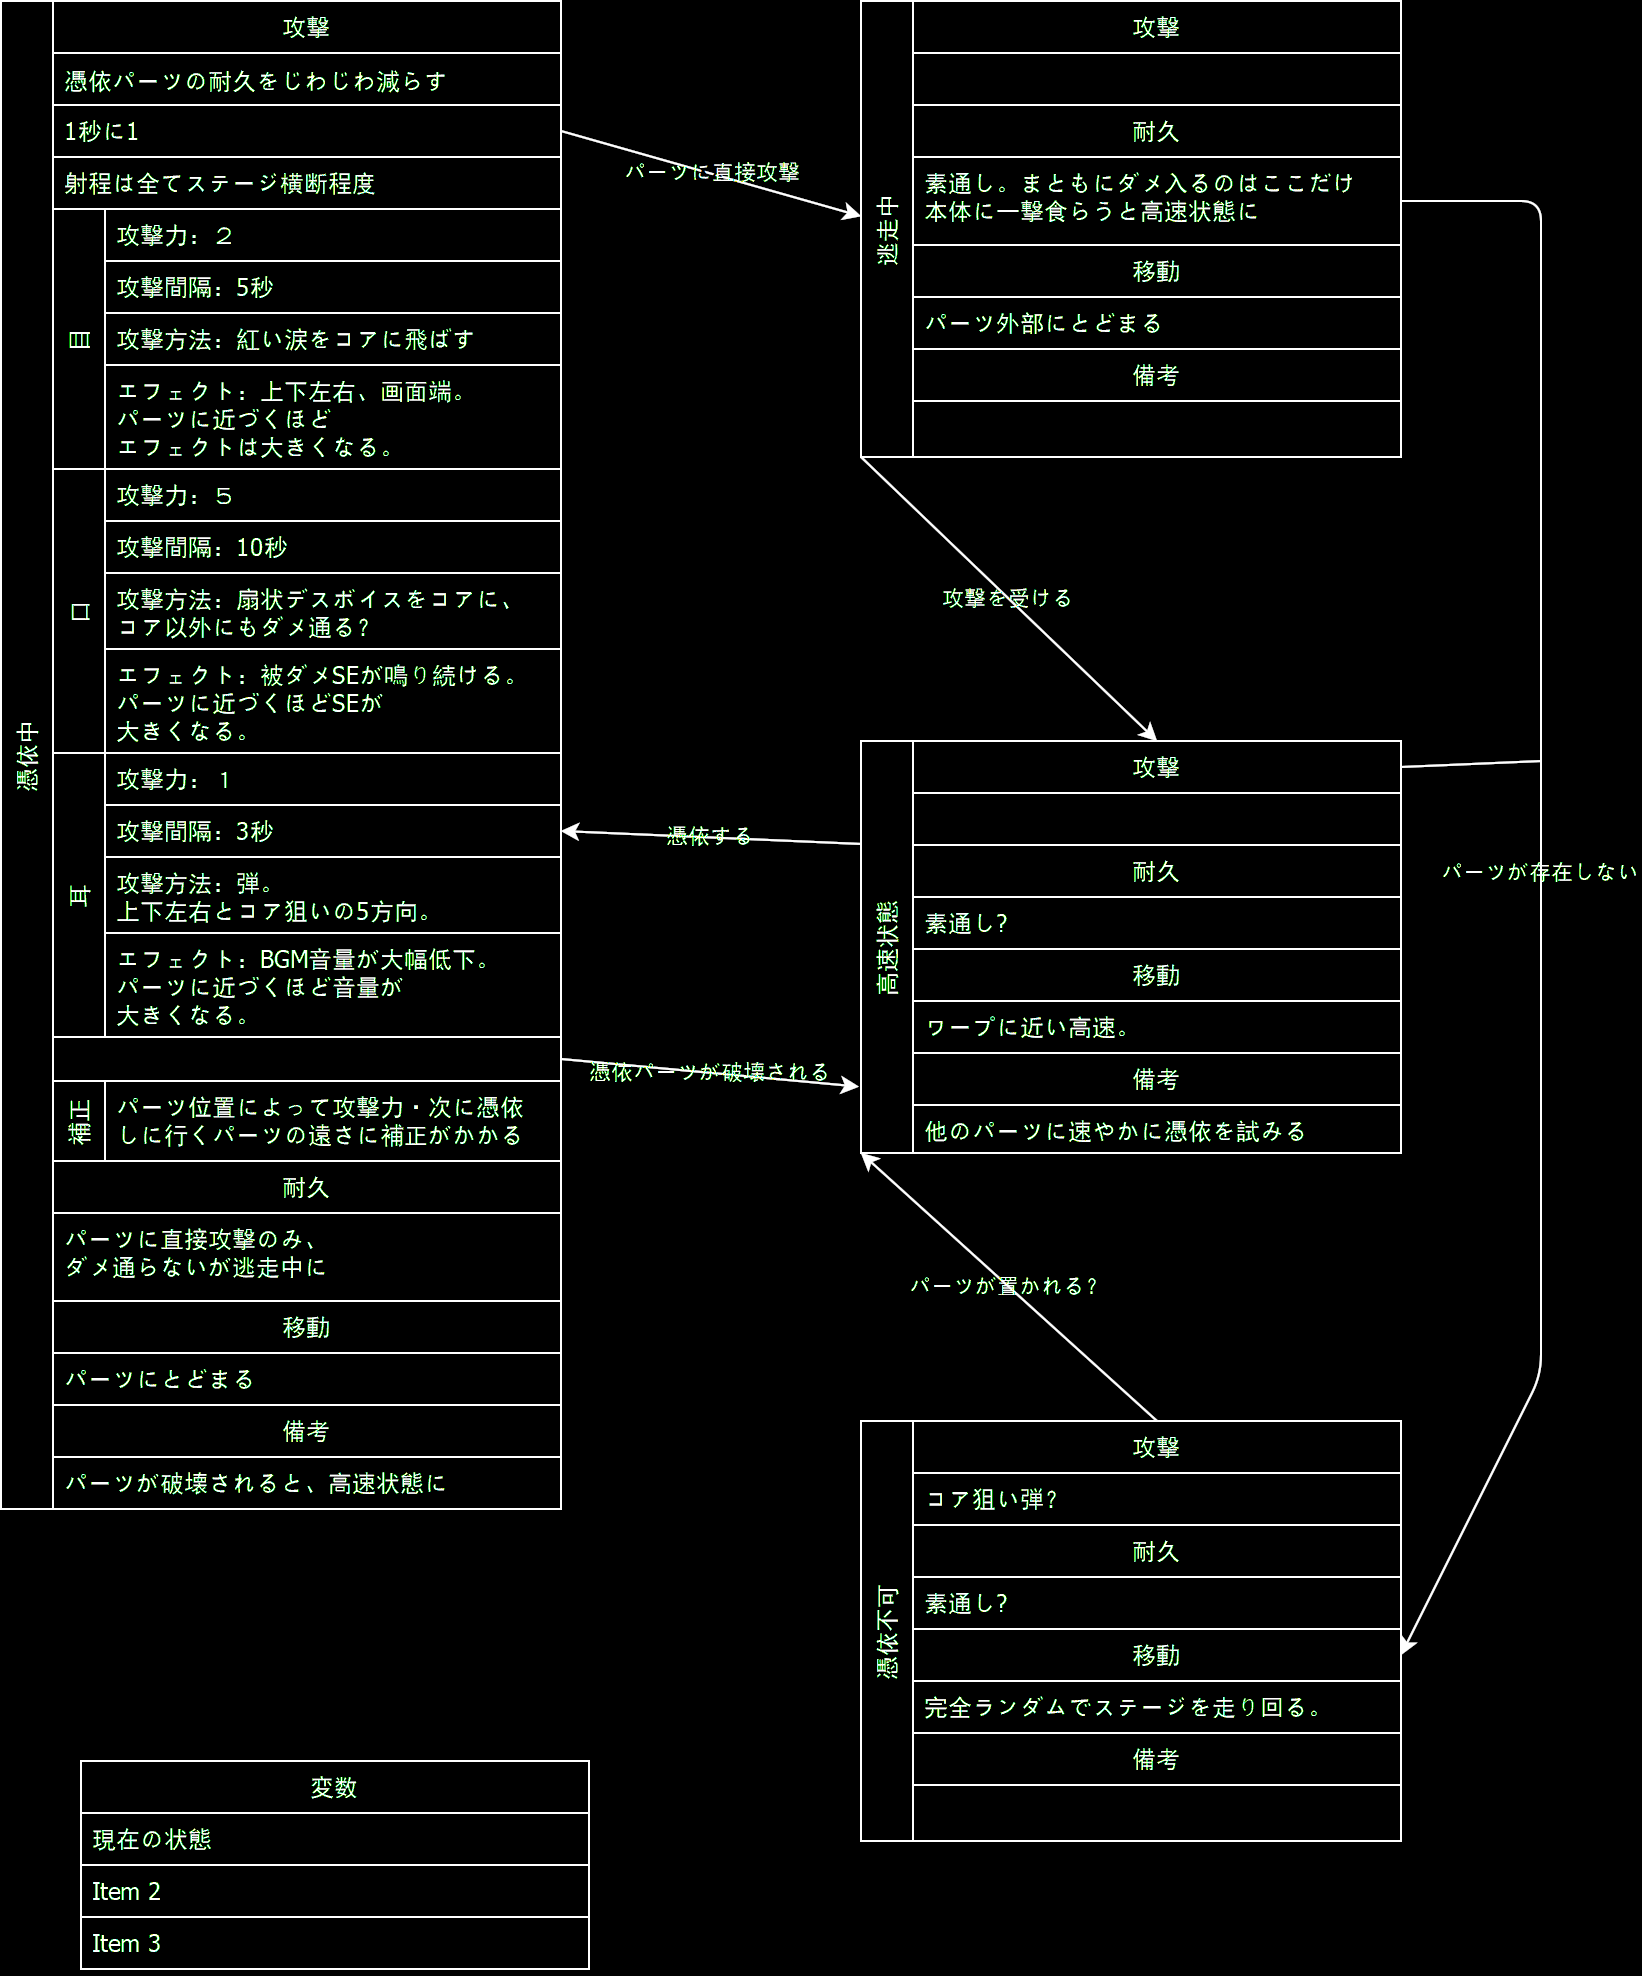 憑依中
攻撃
憑依パーツの耐久をじわじわ減らす
1秒に1
射程は全てステージ横断程度
目
攻撃力：２
攻撃間隔：5秒
攻撃方法：紅い涙をコアに飛ばす
エフェクト：上下左右、画面端。
パーツに近づくほど
エフェクトは大きくなる。
口
攻撃力：５
攻撃間隔：10秒
攻撃方法：扇状デスボイスをコアに、
コア以外にもダメ通る？
エフェクト：被ダメSEが鳴り続ける。
パーツに近づくほどSEが
大きくなる。
耳
攻撃力：１
攻撃間隔：3秒
攻撃方法：弾。
上下左右とコア狙いの5方向。
エフェクト：BGM音量が大幅低下。
パーツに近づくほど音量が
大きくなる。
補正
パーツ位置によって攻撃力・次に憑依
しに行くパーツの遠さに補正がかかる
耐久
パーツに直接攻撃のみ、
ダメ通らないが逃走中に
移動
パーツにとどまる
備考
パーツが破壊されると、高速状態に
パーツに直接攻撃
逃走中
攻撃
耐久
素通し。まともにダメ入るのはここだけ
本体に一撃食らうと高速状態に
移動
パーツ外部にとどまる
備考
攻撃を受ける
憑依する
憑依パーツが破壊される
高速状態
攻撃
耐久
素通し？
移動
ワープに近い高速。
備考
他のパーツに速やかに憑依を試みる
パーツが存在しない
パーツが置かれる？
憑依不可
攻撃
コア狙い弾？
耐久
素通し？
移動
完全ランダムでステージを走り回る。
備考
変数
現在の状態
Item 2
Item 3